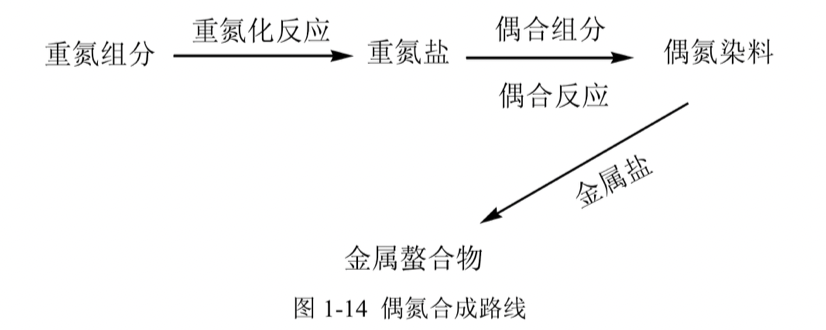 重氮组分
重氮化反应
重氮盐
偶合组分
偶合反应
偶氮染料
金属盐
金属螯合物
图 1-14 偶氮合成路线